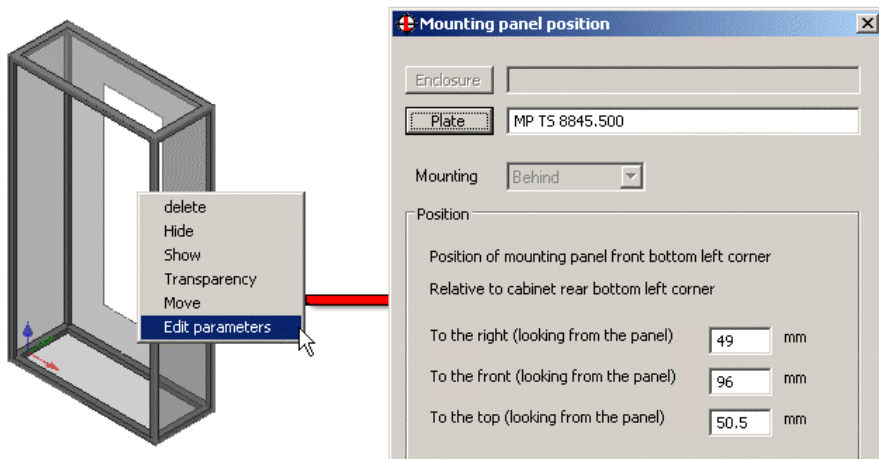 Mounting panel position
Enclosure
Plate
MP TS 8845.500
Mounting
Behind
Position
Position of mounting panel front bottom left corner
Relative to cabinet rear bottom left corner
To the right (looking from the panel) 49 mm
To the front (looking from the panel) 96 mm
To the top (looking from the panel) 50.5 mm
delete
Hide
Show
Transparency
Move
Edit parameters